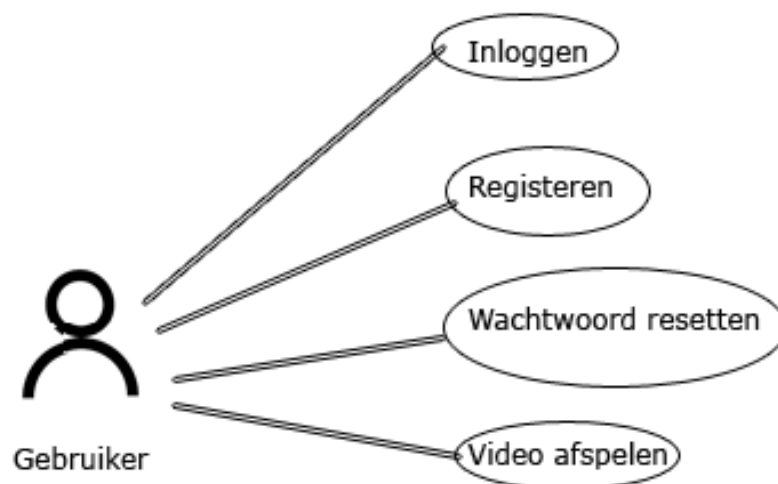 Inloggen
Registeren
Wachtwoord resetten
Video afspelen
Gebruiker